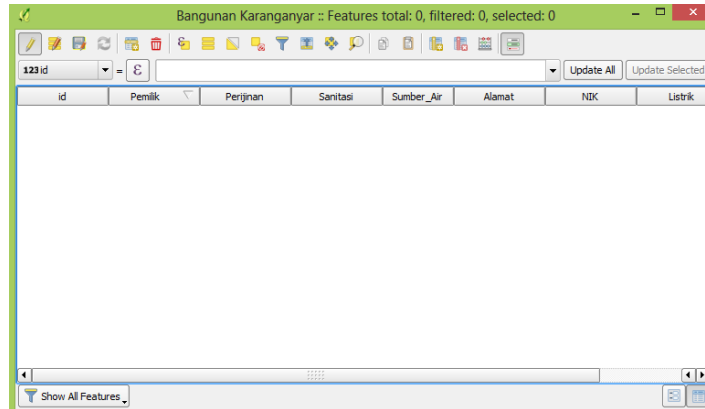 Bangunan Karanganyar :: Features total: 0, filtered: 0, selected: 0
123 id = ε Update All Update Selected
id Pemilik Perijinan Sanitasi Sumber_Air Alamat NIK Listrik
Show All Features